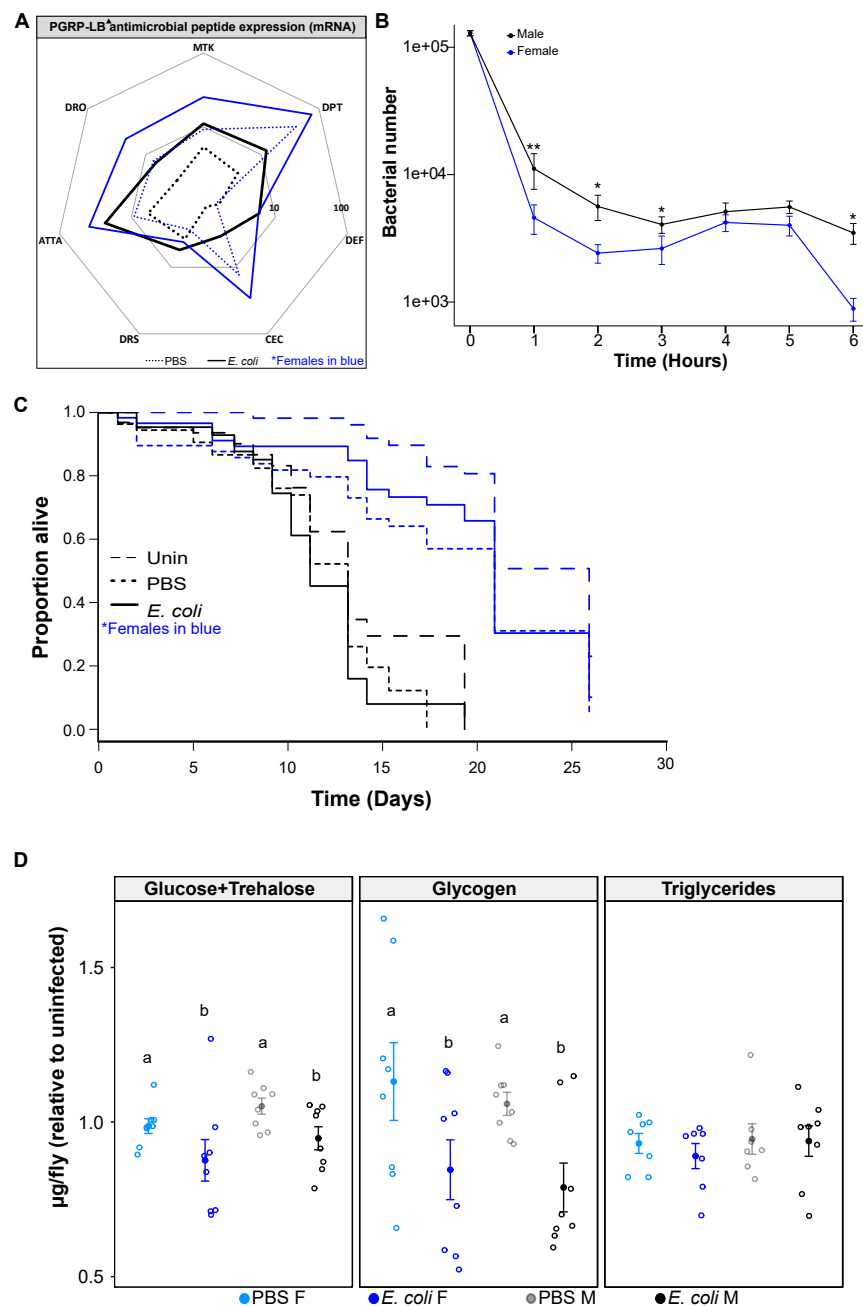 A
PGRP-LB▲antimicrobial peptide expression (mRNA)
MTK
DRO
DPT
10
100
ATTA
DEF
DRS
CEC
PBS
E. coli
*Females in blue
B
Male
Female
1e+05
1e+04
1e+03
Bacterial number
**
*
*
*
0 1 2 3 4 5 6
Time (Hours)
C
1.0
0.8
0.6
0.4
0.2
0.0
Proportion alive
Unin
PBS
E. coli
*Females in blue
0 5 10 15 20 25 30
Time (Days)
D
Glucose+Trehalose
Glycogen
Triglycerides
µg/fly (relative to uninfected)
1.5
1.0
0.5
a
b
a
b
a
b
a
b
PBS F
E. coli F
PBS M
E. coli M